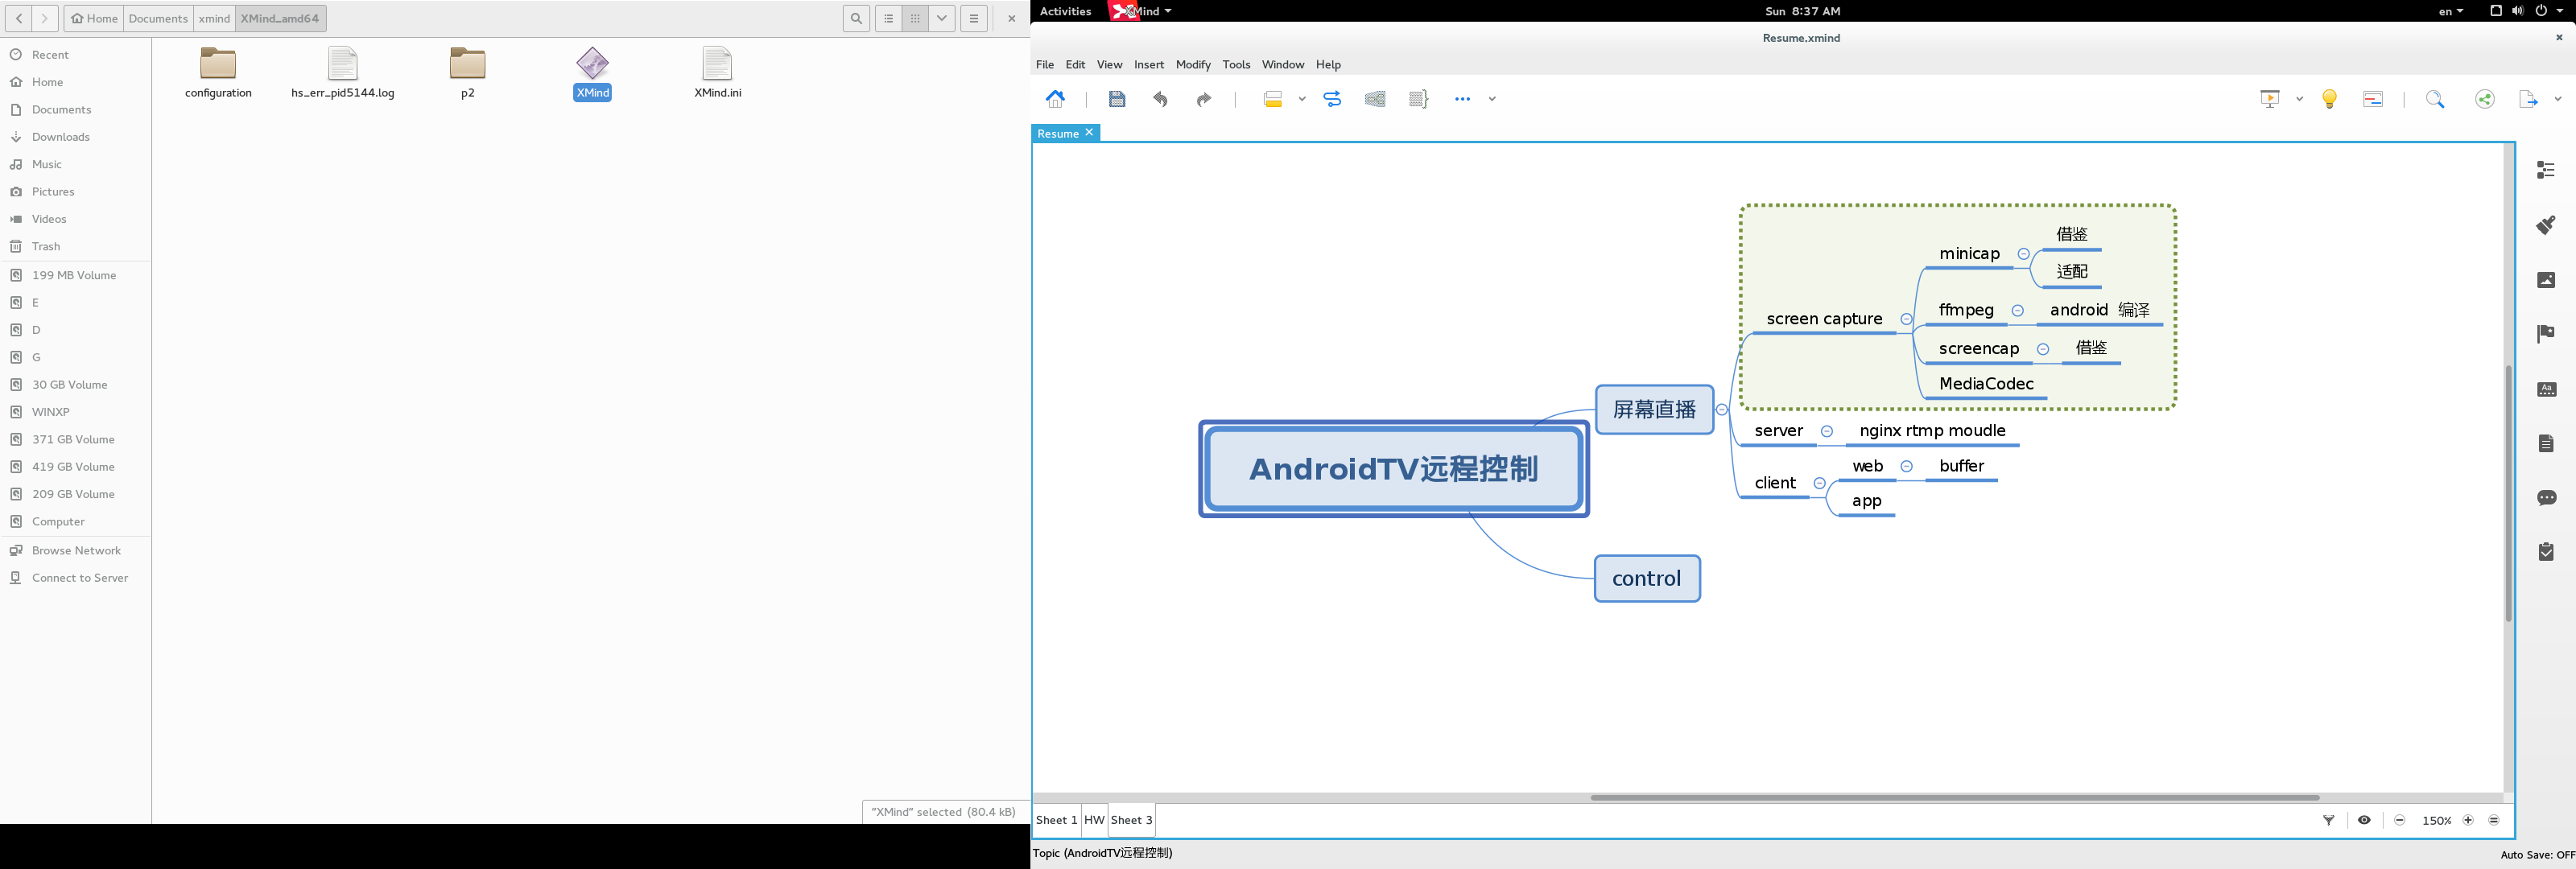 Home
Documents
xmind
XMind_amd64
Recent
Home
Documents
Downloads
Music
Pictures
Videos
Trash
199 MB Volume
E
D
G
30 GB Volume
WINXP
371 GB Volume
419 GB Volume
209 GB Volume
Computer
Browse Network
Connect to Server
configuration
hs_err_pid5144.log
p2
XMind
XMind.ini
"XMind" selected (80.4 kB)
Activities
XMind
Sun 8:37 AM
en
Resume.xmind
File Edit View Insert Modify Tools Window Help
Resume
AndroidTV远程控制
屏幕直播
screen capture
minicap
借鉴
适配
ffmpeg
android 编译
screencap
借鉴
MediaCodec
server
nginx rtmp moudle
client
web
buffer
app
control
Aa
Sheet 1
HW
Sheet 3
150%
Topic (AndroidTV远程控制)
Auto Save: OFF